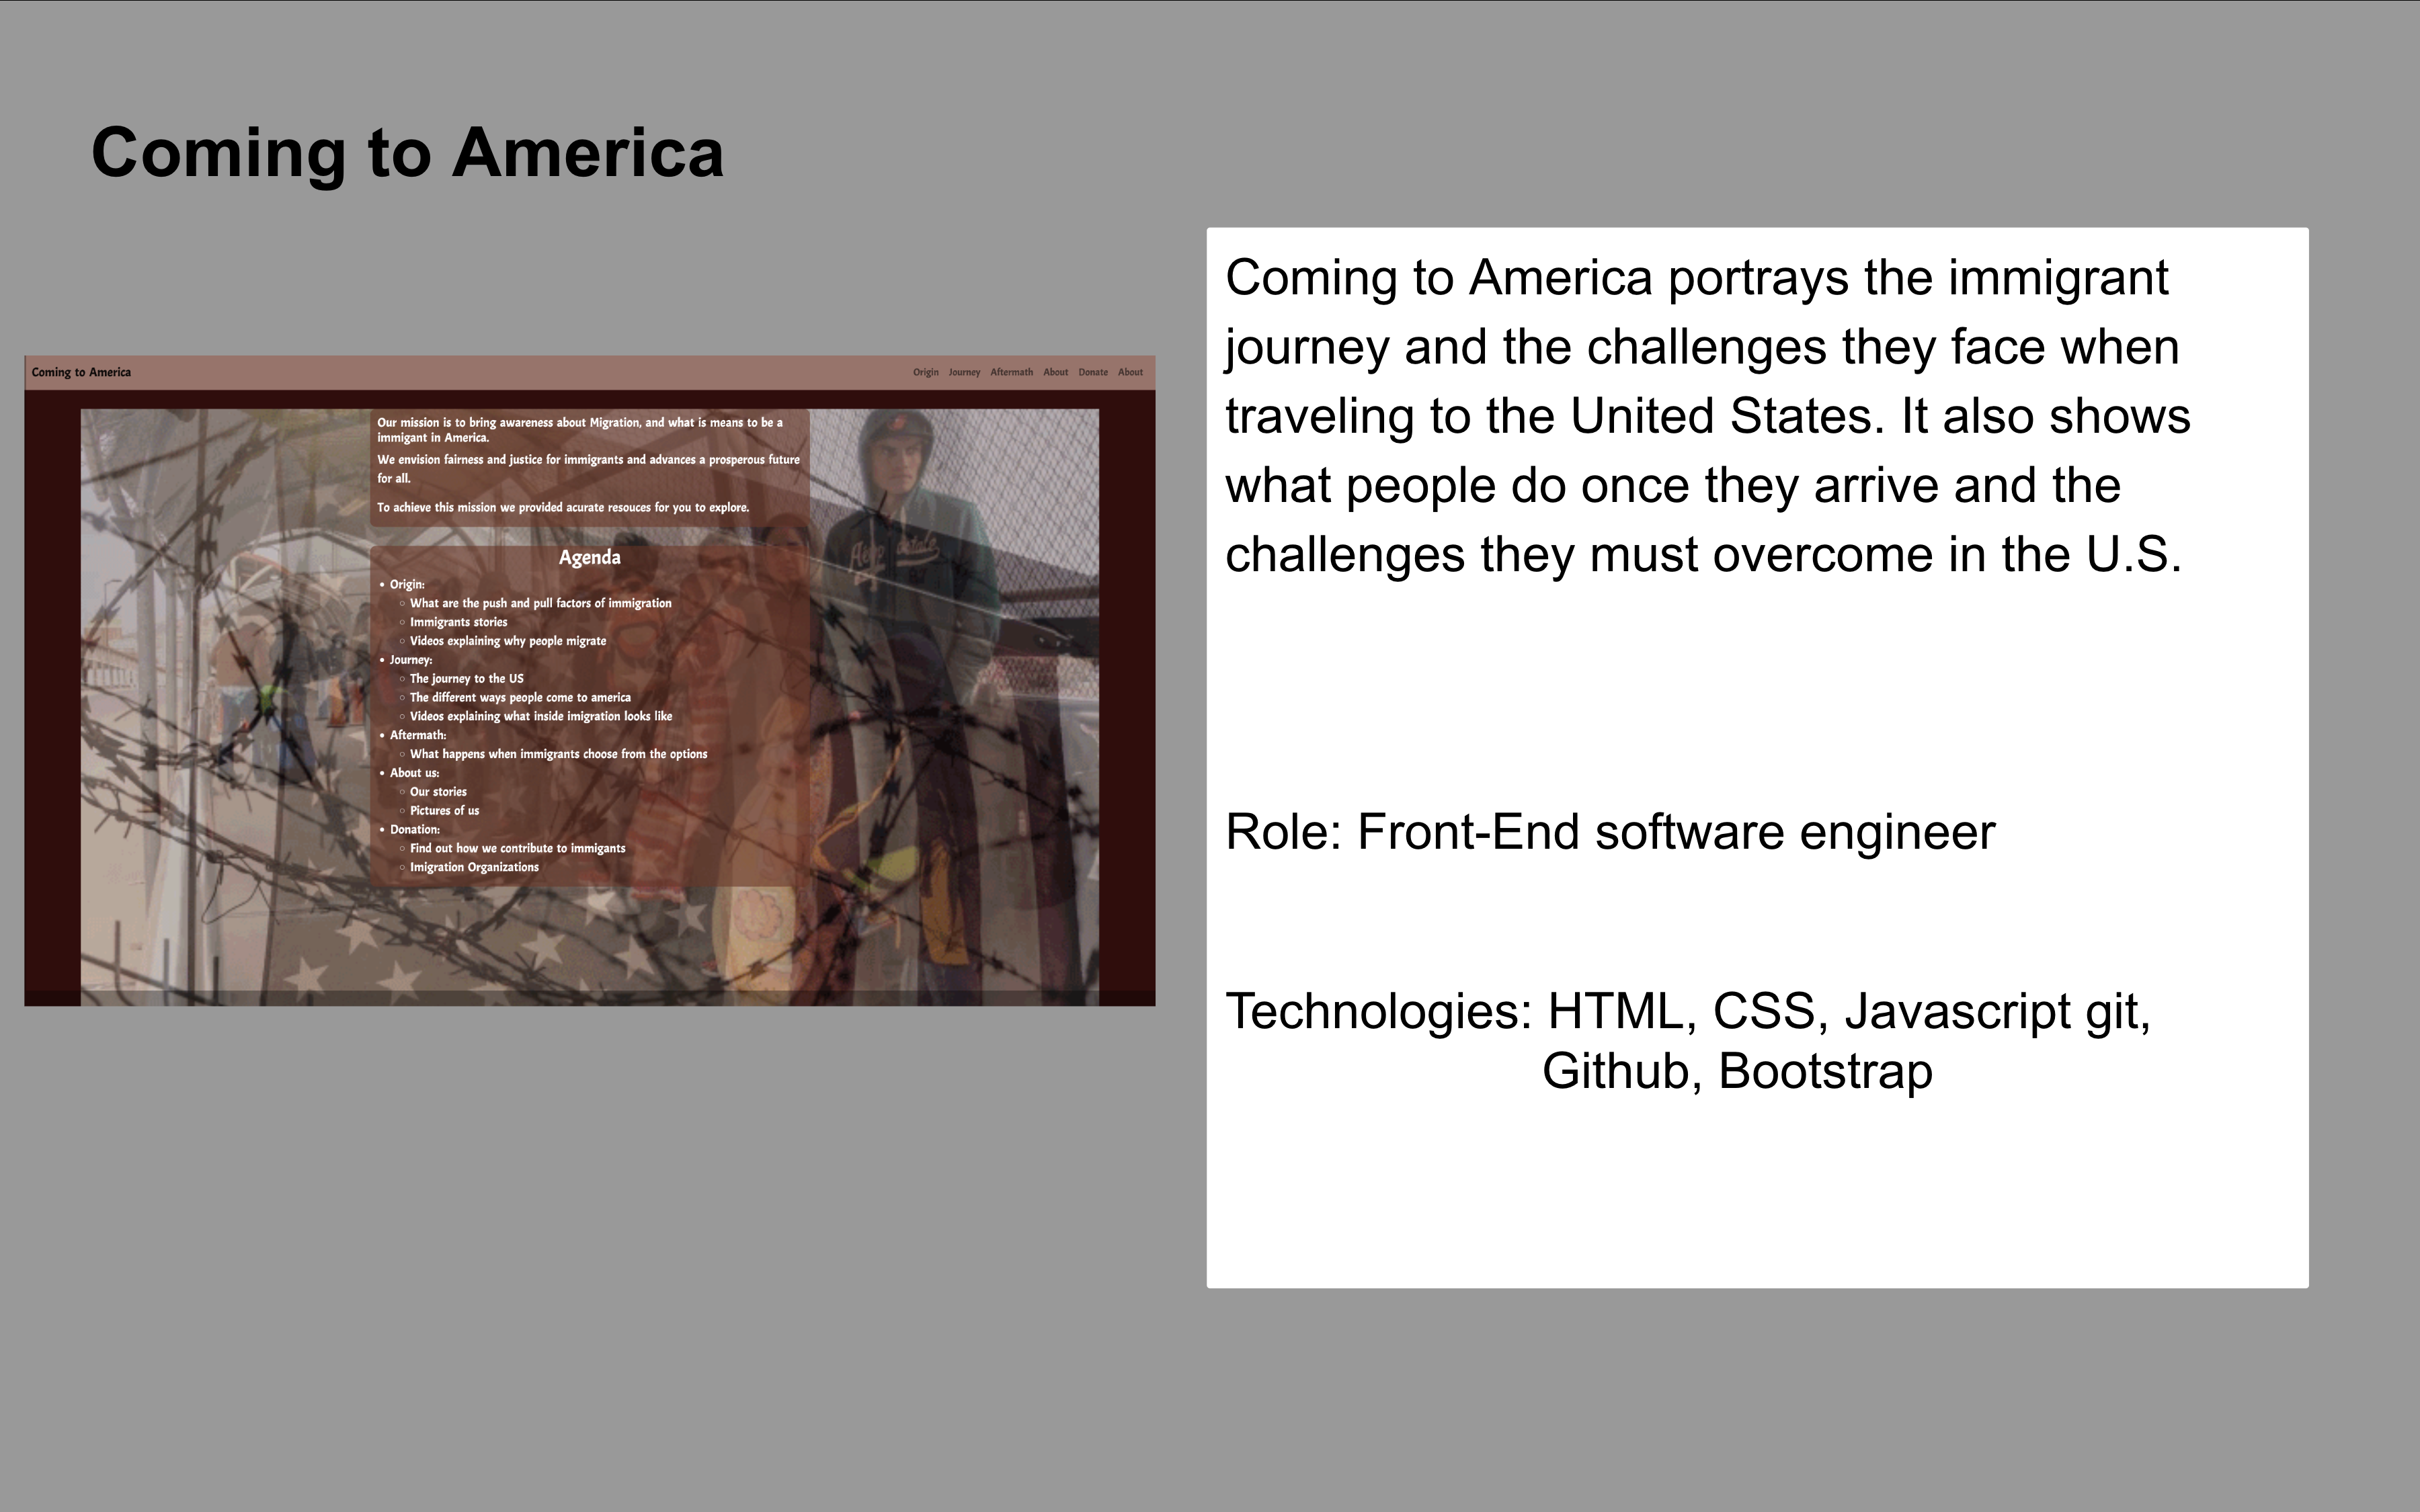 Coming to America
Coming to America
Origin Journey Aftermath About Donate About
Our mission is to bring awareness about Migration, and what is means to be a
immigant in America.
We envision fairness and justice for immigrants and advances a prosperous future
for all.
To achieve this mission we provided acurate resouces for you to explore.
Agenda
• Origin:
○ What are the push and pull factors of immigration
○ Immigrants stories
○ Videos explaining why people migrate
• Journey:
○ The journey to the US
○ The different ways people come to america
○ Videos explaining what inside imigration looks like
• Aftermath:
○ What happens when immigrants choose from the options
• About us:
○ Our stories
○ Pictures of us
• Donation:
○ Find out how we contribute to immigants
○ Imigration Organizations
Coming to America portrays the immigrant
journey and the challenges they face when
traveling to the United States. It also shows
what people do once they arrive and the
challenges they must overcome in the U.S.
Role: Front-End software engineer
Technologies: HTML, CSS, Javascript git,
Github, Bootstrap